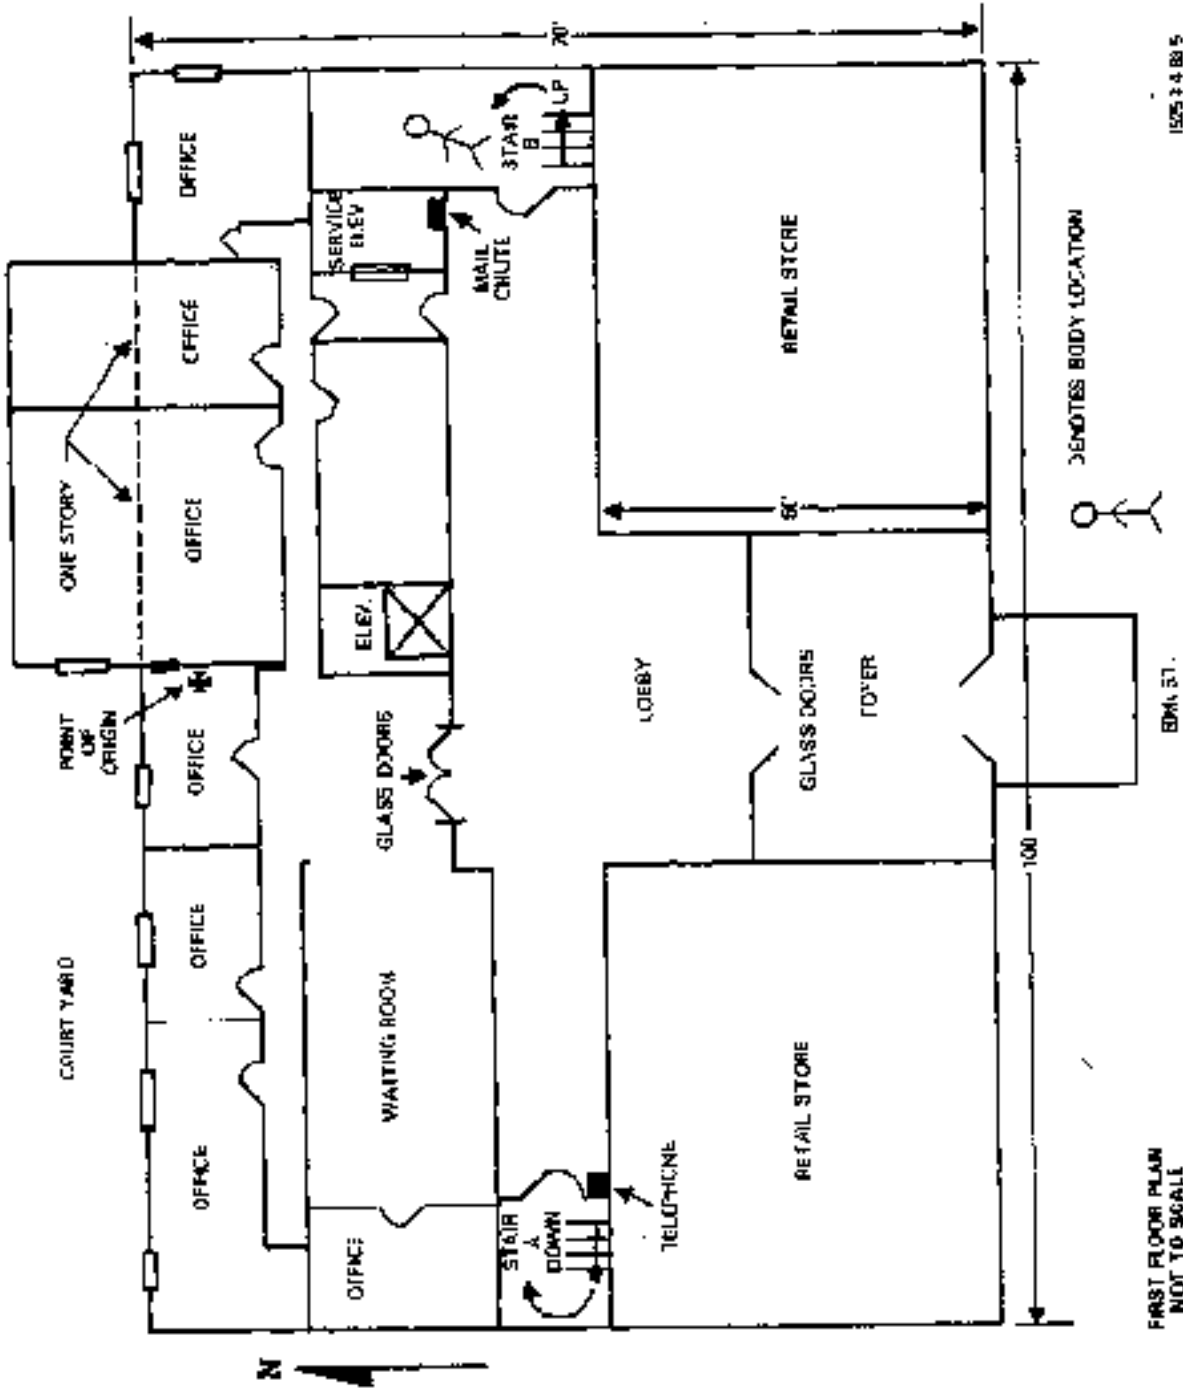 COURT YARD
POINT
OF
ORIGIN
ONE STORY
OFFICE
OFFICE
OFFICE
OFFICE
OFFICE
OFFICE
OFFICE
WAITING ROOM
GLASS DOORS
ELEV.
SERVICE
ELEV
MAIL
CHUTE
STAIR
B
UP
70'
STAIR
A
DOWN
TELEPHONE
LOBBY
GLASS DOORS
FOYER
RETAIL STORE
RETAIL STORE
100
DENOTES BODY LOCATION
N
FIRST FLOOR PLAN
NOT TO SCALE